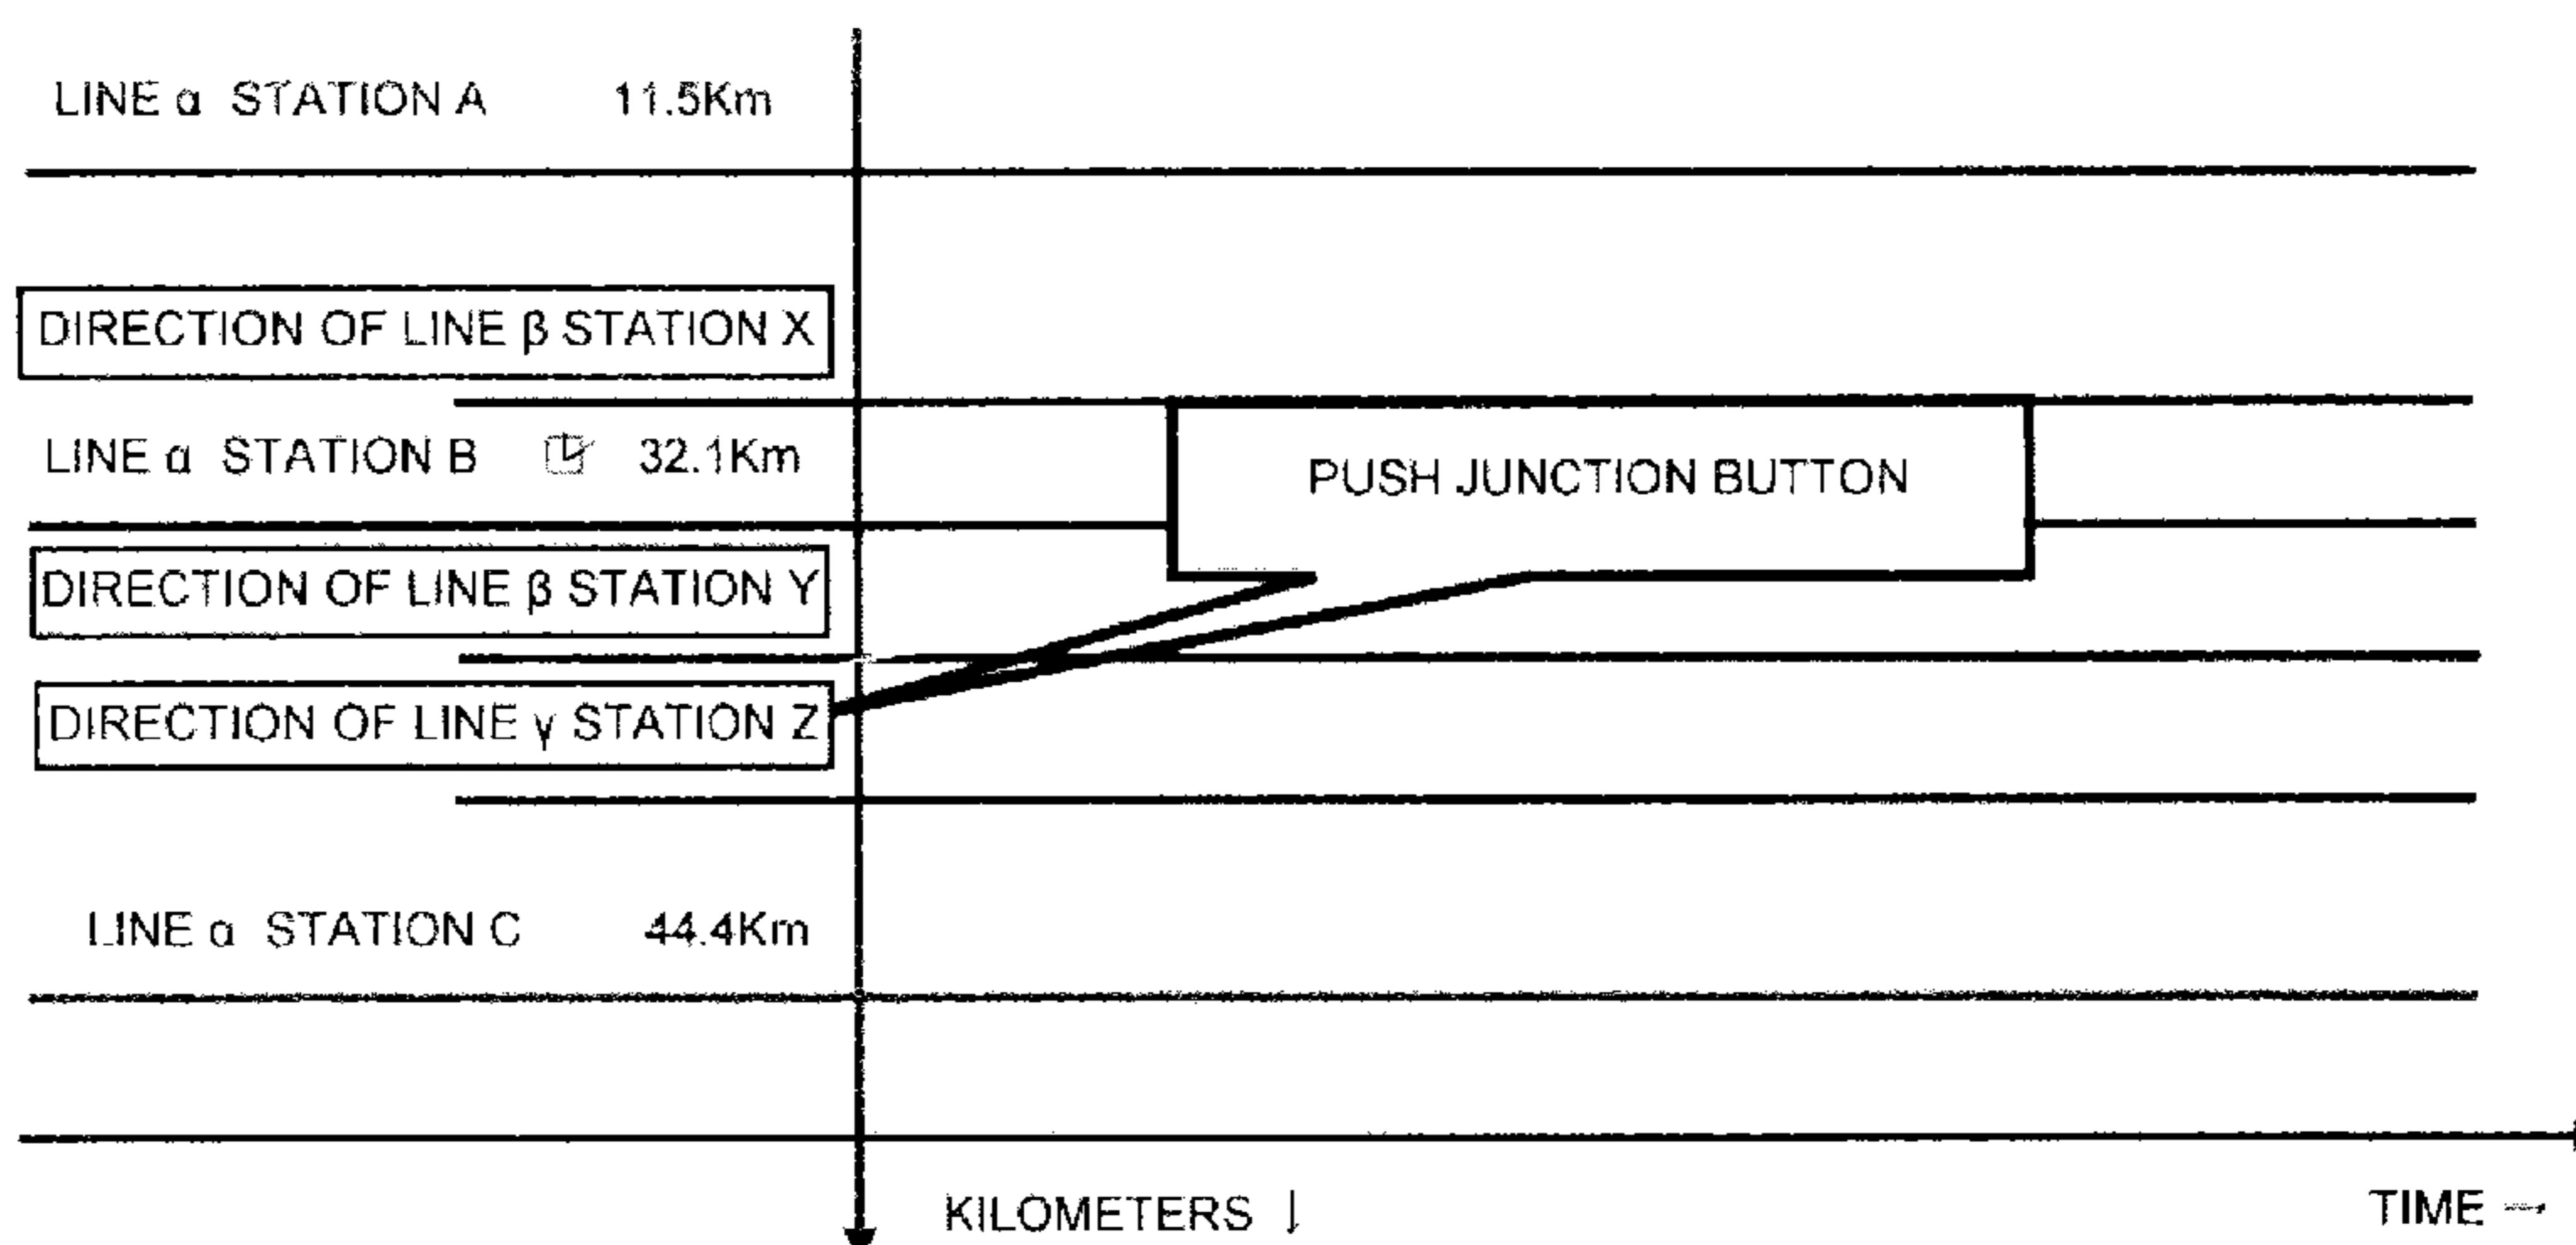 LINE α STATION A 11.5Km
DIRECTION OF LINE β STATION X
LINE α STATION B 32.1Km
PUSH JUNCTION BUTTON
DIRECTION OF LINE β STATION Y
DIRECTION OF LINE γ STATION Z
LINE α STATION C 44.4Km
KILOMETERS ↓
TIME →